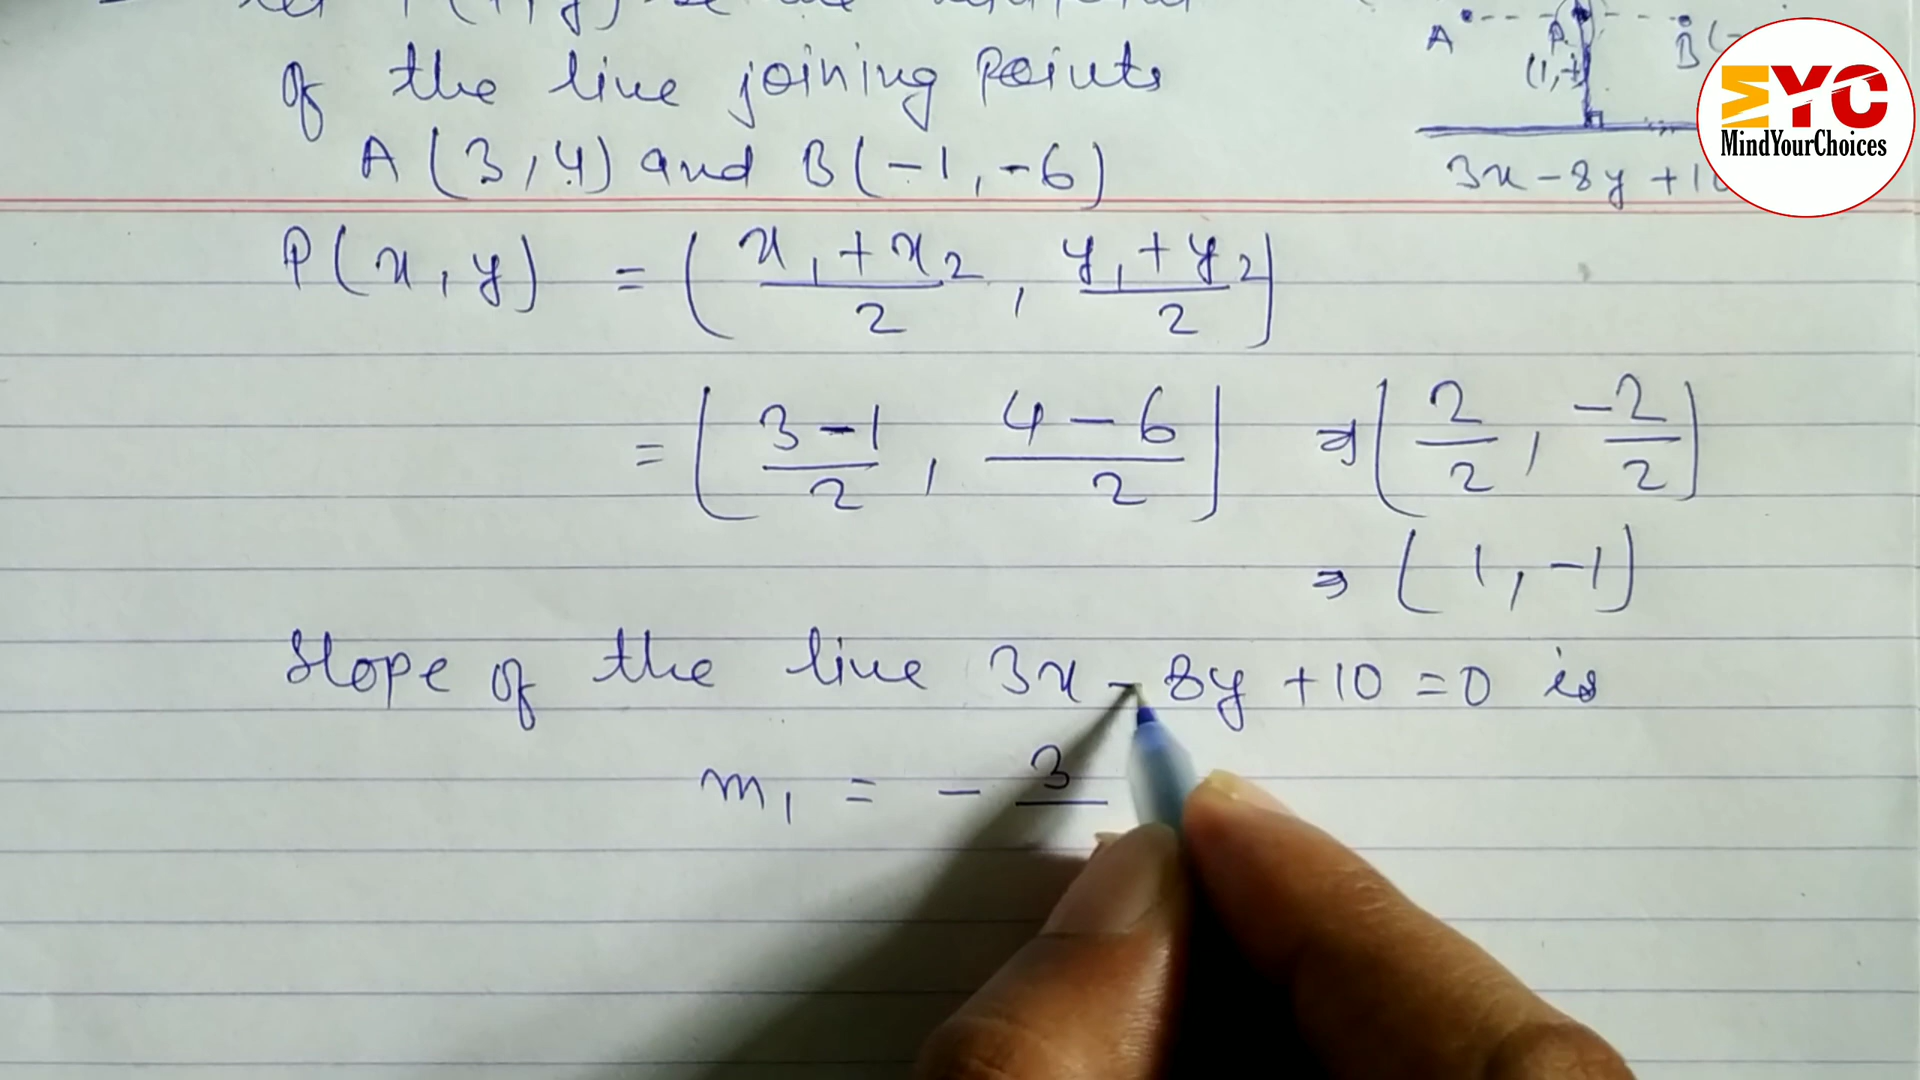 of the line joining points
A (3, 4) and B (-1, -6)
A P B
(1, -1
3x - 8y + 10
MYC
MindYourChoices
P(x, y) = (x₁ + x₂ / 2, y₁ + y₂ / 2)
= (3 - 1 / 2, 4 - 6 / 2) ⇒ (2 / 2, -2 / 2)
⇒ (1, -1)
Slope of the line 3x - 8y + 10 = 0 is
m₁ = - 3